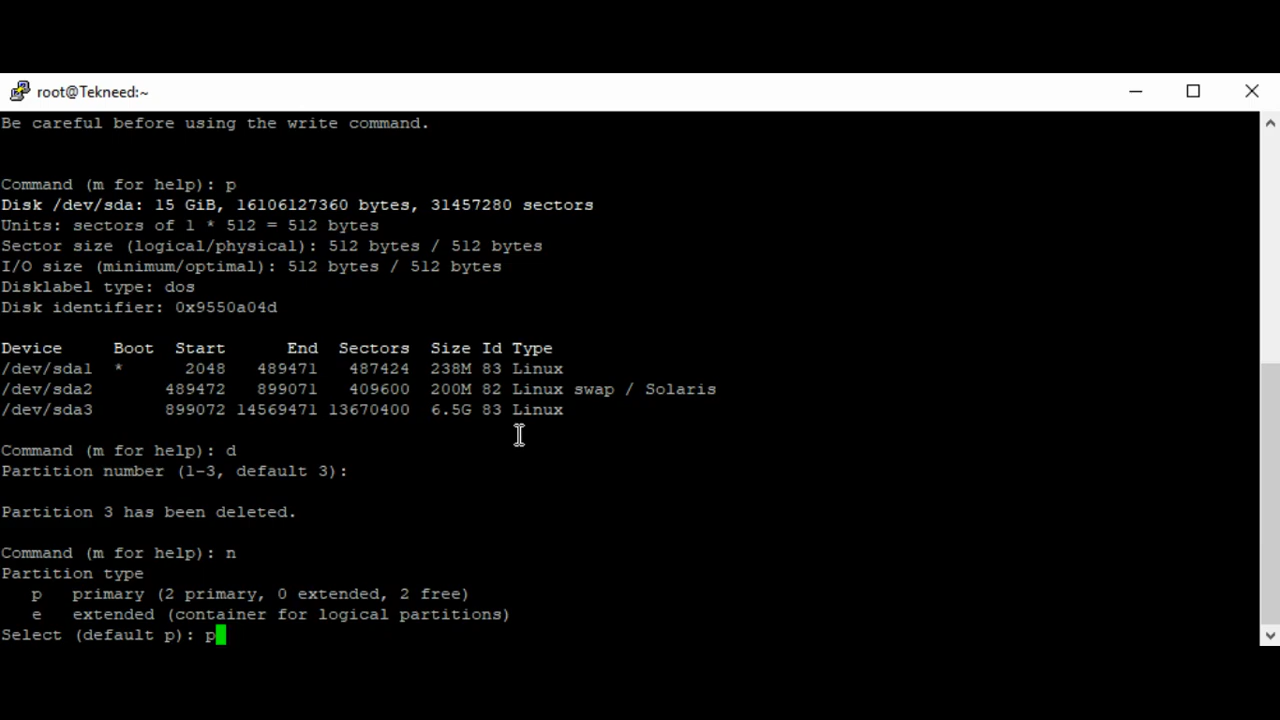 root@Tekneed:~
Be careful before using the write command.
Command (m for help): p
Disk /dev/sda: 15 GiB, 16106127360 bytes, 31457280 sectors
Units: sectors of 1 * 512 = 512 bytes
Sector size (logical/physical): 512 bytes / 512 bytes
I/O size (minimum/optimal): 512 bytes / 512 bytes
Disklabel type: dos
Disk identifier: 0x9550a04d
Device     Boot  Start      End  Sectors  Size Id Type
/dev/sda1  *      2048   489471   487424  238M 83 Linux
/dev/sda2       489472   899071   409600  200M 82 Linux swap / Solaris
/dev/sda3       899072 14569471 13670400  6.5G 83 Linux
Command (m for help): d
Partition number (1-3, default 3):
Partition 3 has been deleted.
Command (m for help): n
Partition type
   p   primary (2 primary, 0 extended, 2 free)
   e   extended (container for logical partitions)
Select (default p): p